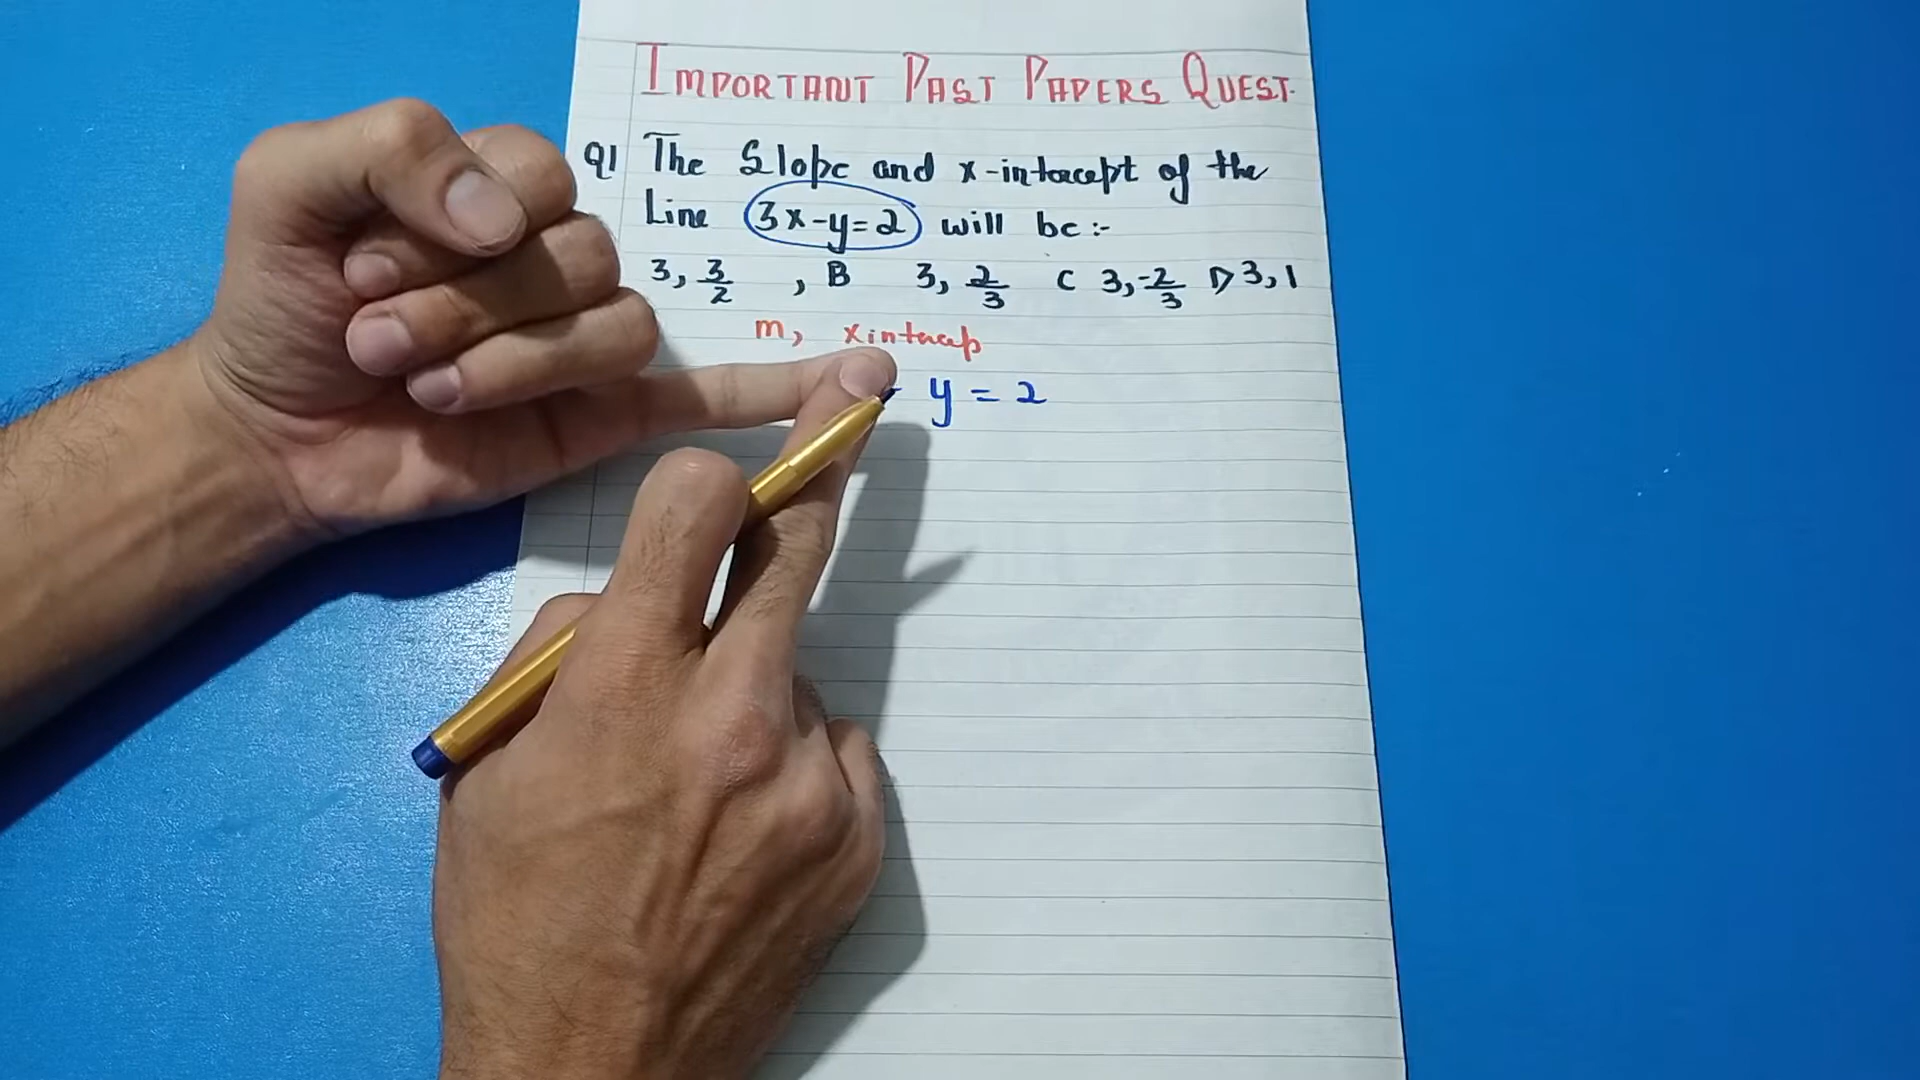 IMPORTANT PAST PAPERS QUEST.
Q1 The Slope and x-intercept of the
Line 3x-y=2 will be:-
3, 3/2 , B 3, 2/3 C 3, -2/3 D 3, 1
m, x intercep
- y = 2